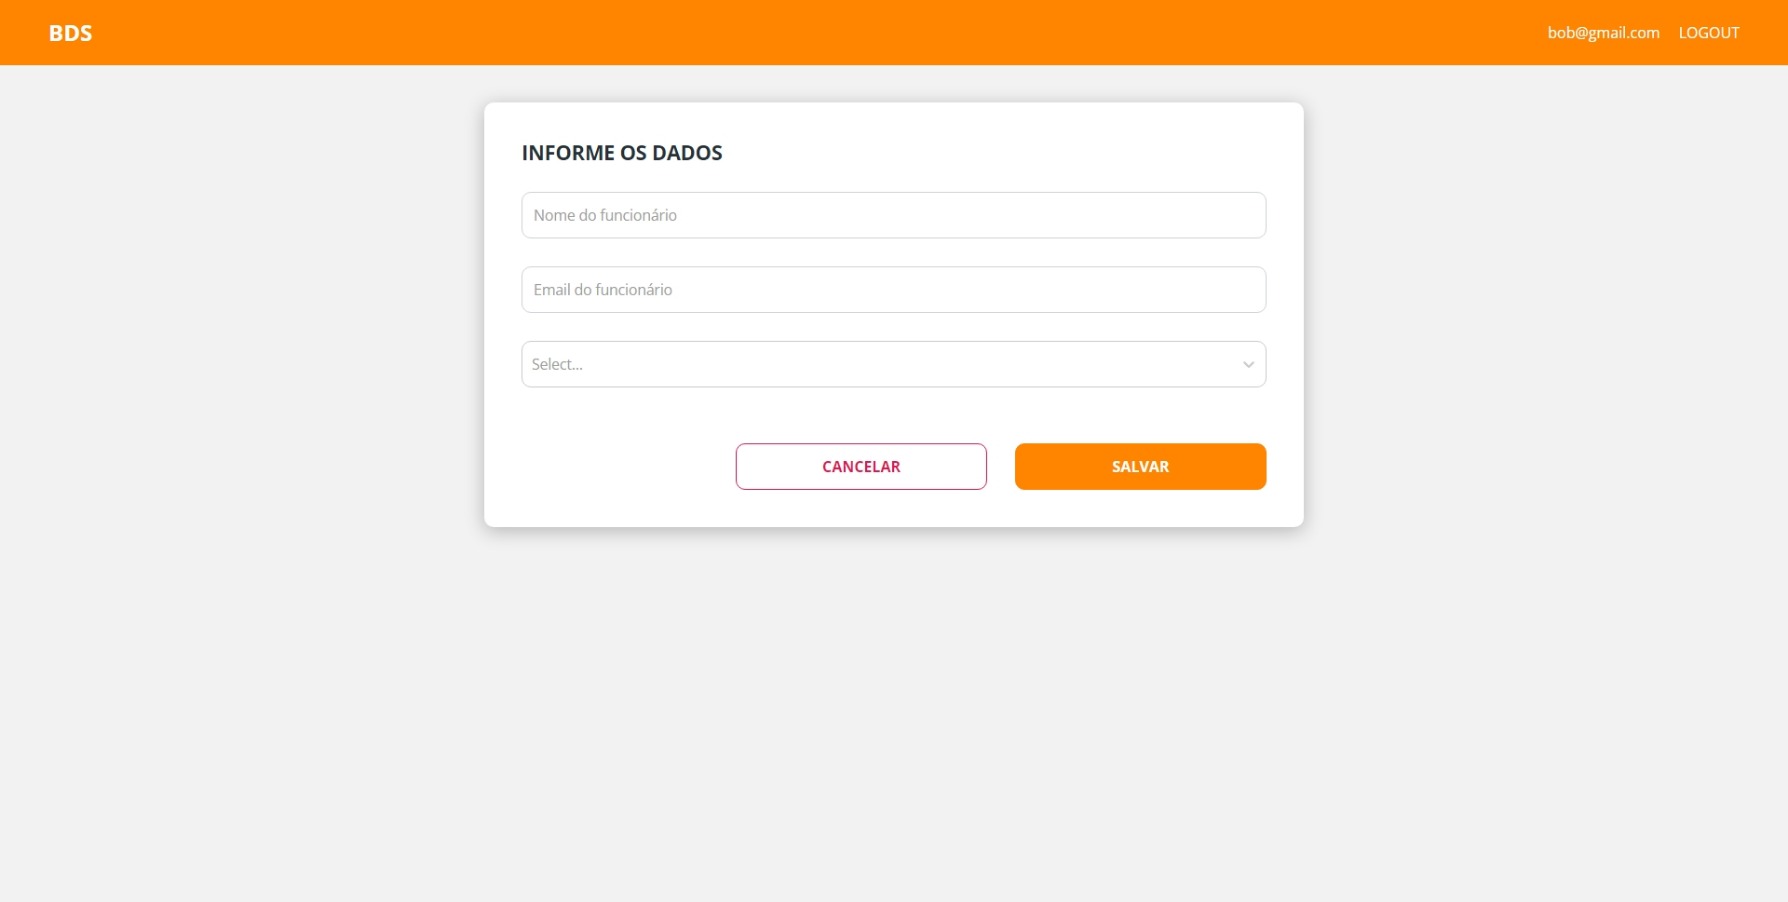 BDS
bob@gmail.com LOGOUT
INFORME OS DADOS
Nome do funcionário
Email do funcionário
Select...
CANCELAR SALVAR